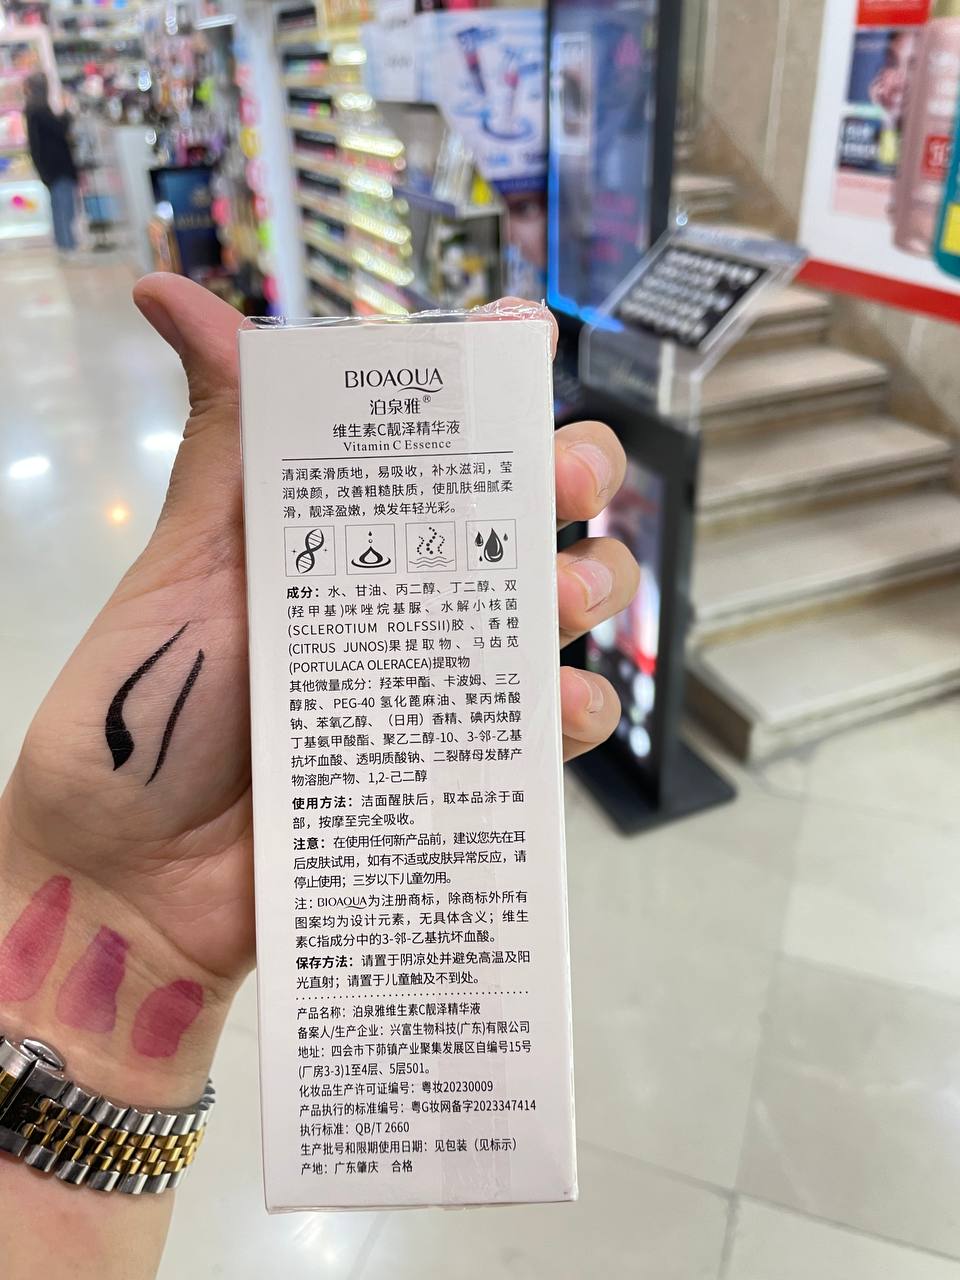 BIOAQUA
泊泉雅®
维生素C靓泽精华液
Vitamin C Essence
清润柔滑质地，易吸收，补水滋润，莹
润焕颜，改善粗糙肤质，使肌肤细腻柔
滑，靓泽盈嫩，焕发年轻光彩。
成分：水、甘油、丙二醇、丁二醇、双
(羟甲基)咪唑烷基脲、水解小核菌
(SCLEROTIUM ROLFSSII)胶、香橙
(CITRUS JUNOS)果提取物、马齿苋
(PORTULACA OLERACEA)提取物
其他微量成分：羟苯甲酯、卡波姆、三乙
醇胺、PEG-40 氢化蓖麻油、聚丙烯酸
钠、苯氧乙醇、（日用）香精、碘丙炔醇
丁基氨甲酸酯、聚乙二醇-10、3-邻-乙基
抗坏血酸、透明质酸钠、二裂酵母发酵产
物溶胞产物、1,2-己二醇
使用方法：洁面醒肤后，取本品涂于面
部，按摩至完全吸收。
注意：在使用任何新产品前，建议您先在耳
后皮肤试用，如有不适或皮肤异常反应，请
停止使用；三岁以下儿童勿用。
注：BIOAQUA为注册商标，除商标外所有
图案均为设计元素，无具体含义；维生
素C指成分中的3-邻-乙基抗坏血酸。
保存方法：请置于阴凉处并避免高温及阳
光直射；请置于儿童触及不到处。
产品名称：泊泉雅维生素C靓泽精华液
备案人/生产企业：兴富生物科技(广东)有限公司
地址：四会市下茆镇产业聚集发展区自编号15号
(厂房3-3)1至4层、5层501。
化妆品生产许可证编号：粤妆20230009
产品执行的标准编号：粤G妆网备字2023347414
执行标准：QB/T 2660
生产批号和限期使用日期：见包装（见标示）
产地：广东肇庆 合格